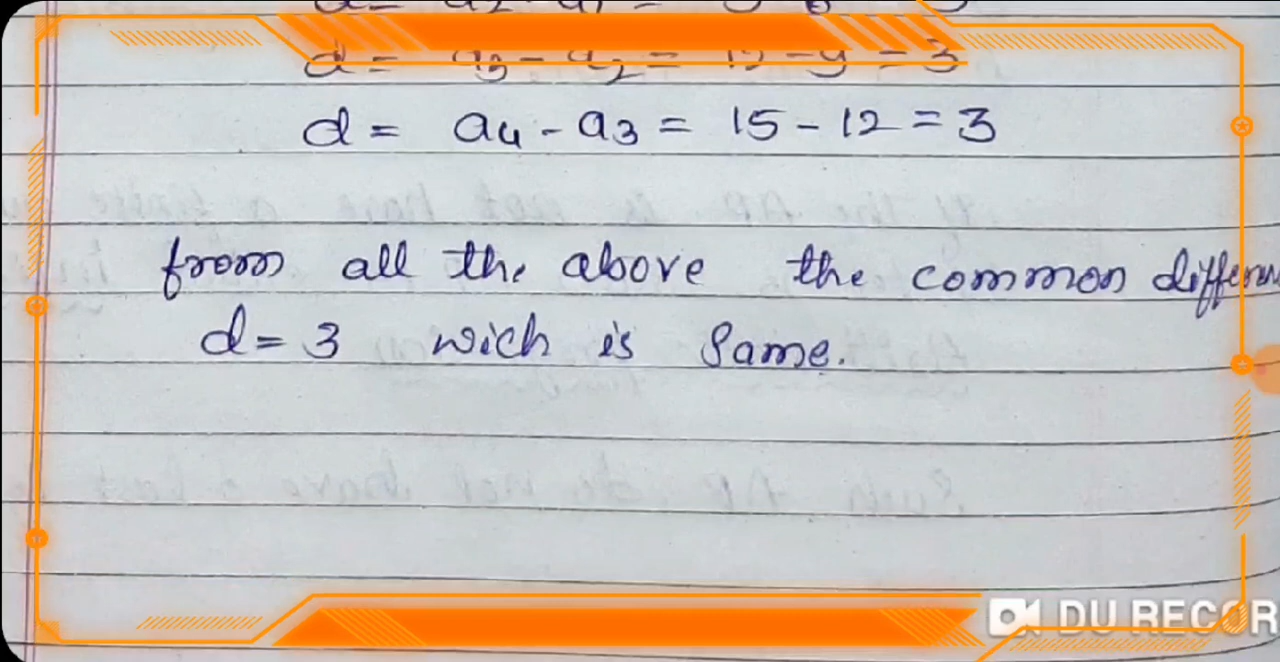 d = a3 - a2 = 12 - 9 = 3
d = a4 - a3 = 15 - 12 = 3
from all the above the common
d = 3 wich is same.
DU RECOR